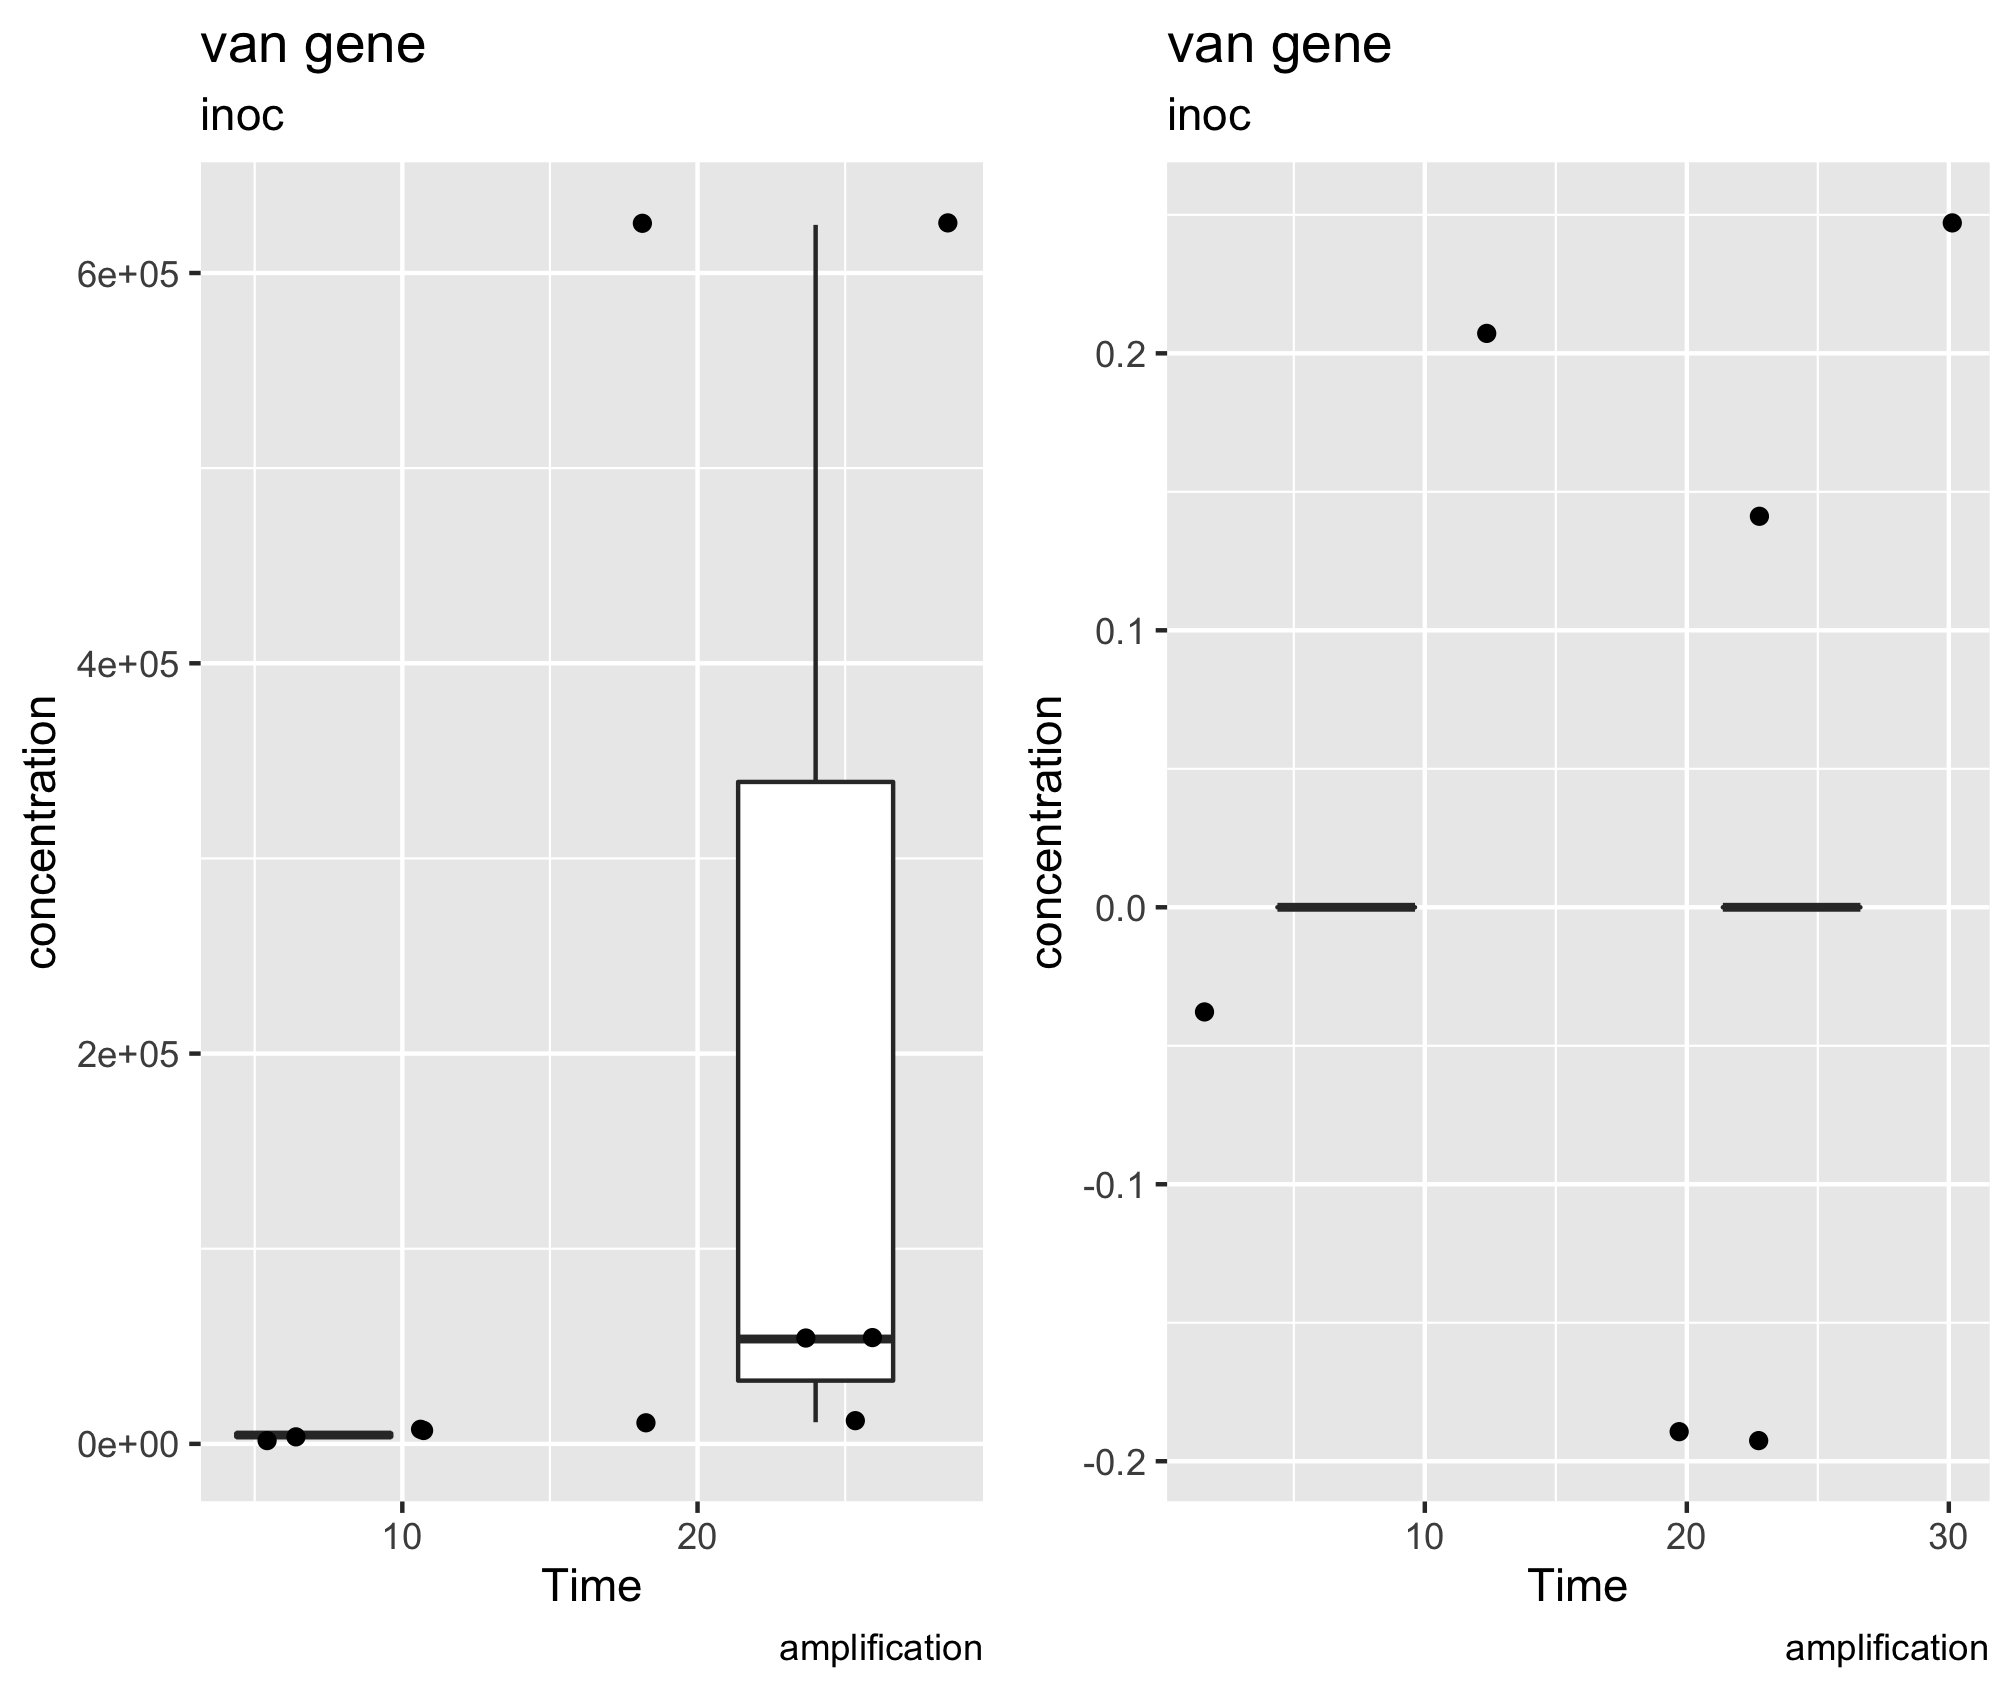 van gene
inoc
6e+05
4e+05
2e+05
0e+00
concentration
10
20
Time
amplification
van gene
inoc
0.2
0.1
0.0
-0.1
-0.2
concentration
10
20
30
Time
amplification